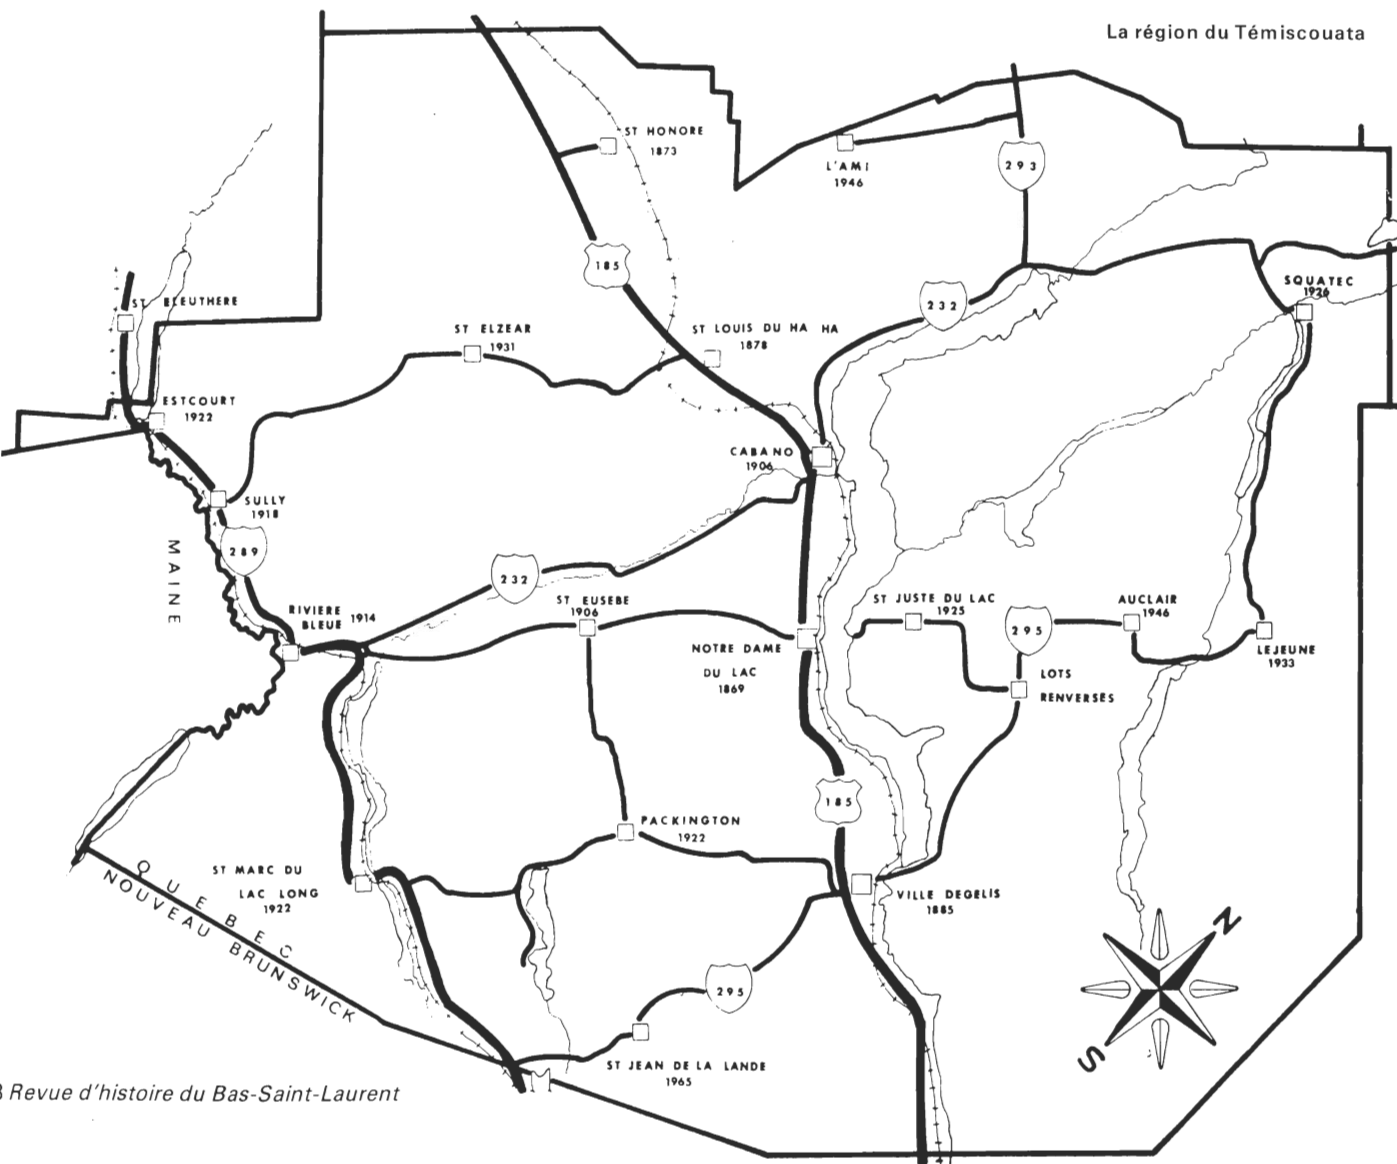 La région du Témiscouata
ST HONORE
1873
L'AMI
1946
293
185
232
SQUATEC
1926
ST ELEUTHERE
ST ELZEAR
1931
ST LOUIS DU HA HA
1878
ESTCOURT
1922
CABANO
1906
SULLY
1918
289
MAINE
232
ST EUSEBE
1906
RIVIERE
BLEUE 1914
ST JUSTE DU LAC
1925
295
AUCLAIR
1946
LEJEUNE
1933
NOTRE DAME
DU LAC
1869
LOTS
RENVERSÉS
185
PACKINGTON
1922
ST MARC DU
LAC LONG
1922
QUEBEC
NOUVEAU BRUNSWICK
VILLE DEGELIS
1885
N
S
295
ST JEAN DE LA LANDE
1965
Revue d'histoire du Bas-Saint-Laurent